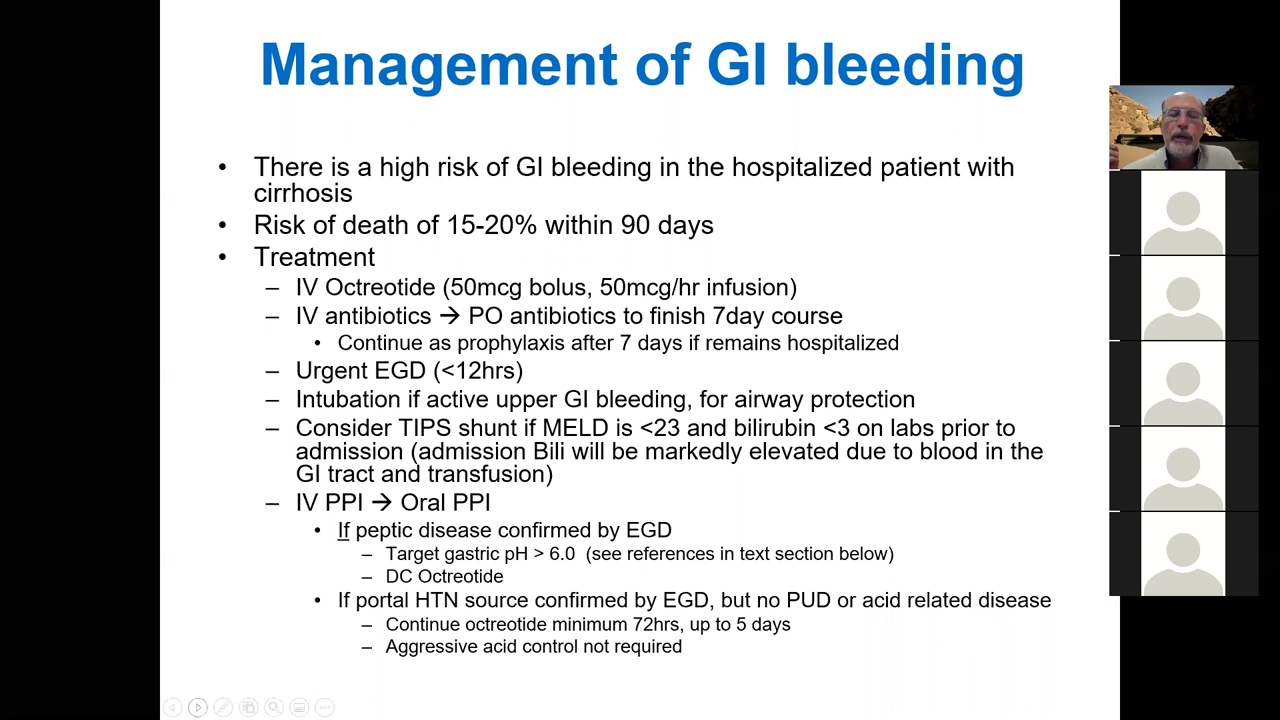 Management of GI bleeding
• There is a high risk of GI bleeding in the hospitalized patient with
cirrhosis
• Risk of death of 15-20% within 90 days
• Treatment
– IV Octreotide (50mcg bolus, 50mcg/hr infusion)
– IV antibiotics → PO antibiotics to finish 7day course
• Continue as prophylaxis after 7 days if remains hospitalized
– Urgent EGD (<12hrs)
– Intubation if active upper GI bleeding, for airway protection
– Consider TIPS shunt if MELD is <23 and bilirubin <3 on labs prior to
admission (admission Bili will be markedly elevated due to blood in the
GI tract and transfusion)
– IV PPI → Oral PPI
• If peptic disease confirmed by EGD
– Target gastric pH > 6.0 (see references in text section below)
– DC Octreotide
• If portal HTN source confirmed by EGD, but no PUD or acid related disease
– Continue octreotide minimum 72hrs, up to 5 days
– Aggressive acid control not required